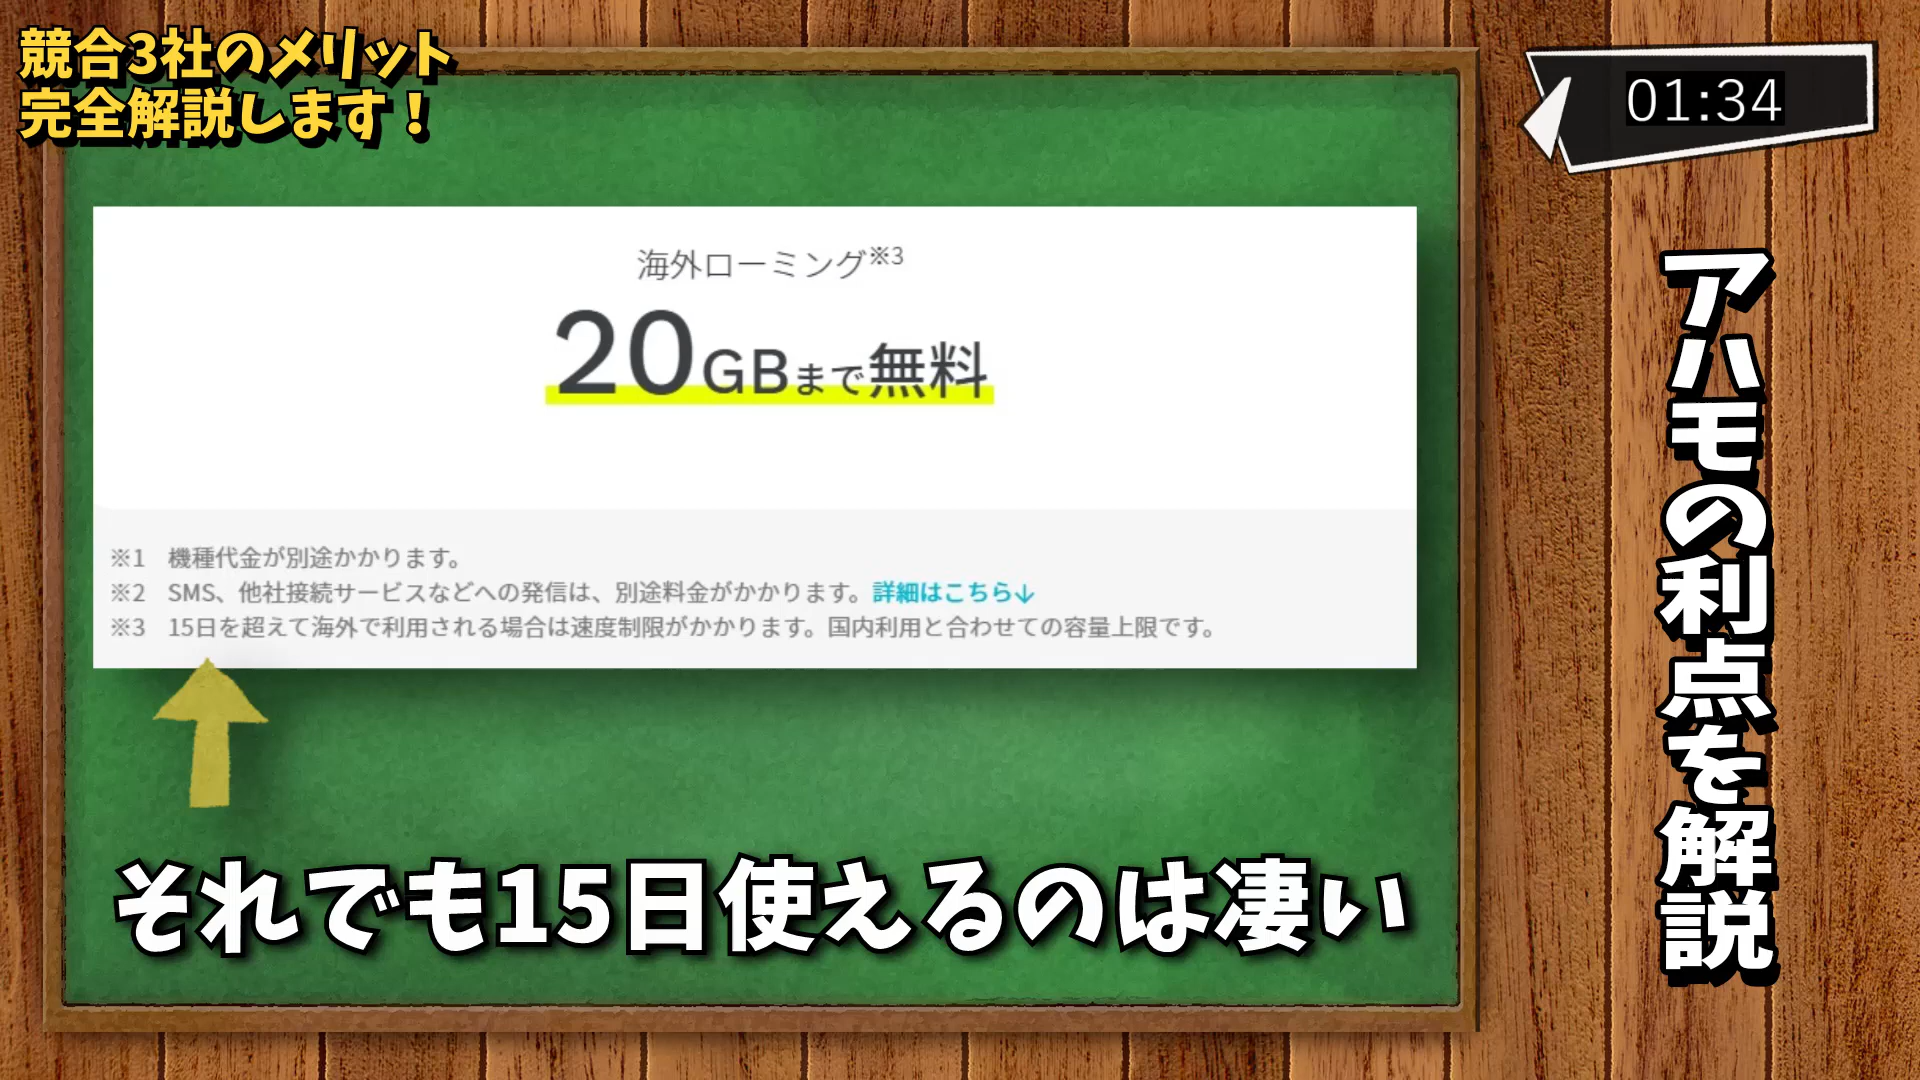 競合3社のメリット
完全解説します！
01:34
海外ローミング※3
20GBまで無料
※1 機種代金が別途かかります。
※2 SMS、他社接続サービスなどへの発信は、別途料金がかかります。詳細はこちら↓
※3 15日を超えて海外で利用される場合は速度制限がかかります。国内利用と合わせての容量上限です。
それでも15日使えるのは凄い
アハモの利点を解説